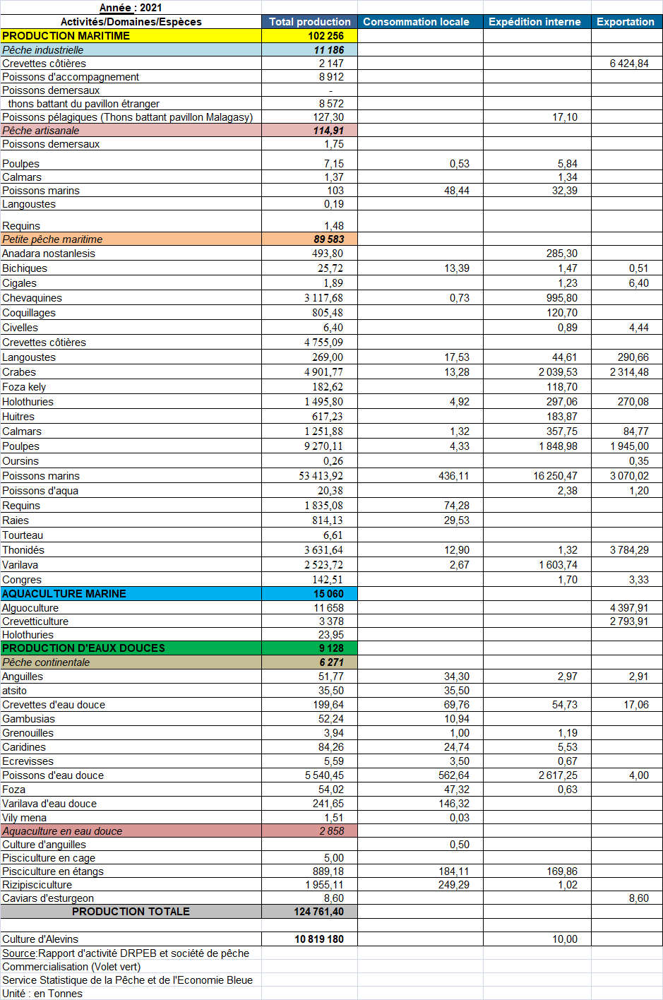 Année : 2021
Activités/Domaines/Espèces Total production Consommation locale Expédition interne Exportation
PRODUCTION MARITIME 102 256
Pêche industrielle 11 186
Crevettes côtières 2 147 6 424,84
Poissons d'accompagnement 8 912
Poissons demersaux -
thons battant du pavillon étranger 8 572
Poissons pélagiques (Thons battant pavillon Malagasy) 127,30 17,10
Pêche artisanale 114,91
Poissons demersaux 1,75
Poulpes 7,15 0,53 5,84
Calmars 1,37 1,34
Poissons marins 103 48,44 32,39
Langoustes 0,19
Requins 1,48
Petite pêche maritime 89 583
Anadara nostanlesis 493,80 285,30
Bichiques 25,72 13,39 1,47 0,51
Cigales 1,89 1,23 6,40
Chevaquines 3 117,68 0,73 995,80
Coquillages 805,48 120,70
Civelles 6,40 0,89 4,44
Crevettes côtières 4 755,09
Langoustes 269,00 17,53 44,61 290,66
Crabes 4 901,77 13,28 2 039,53 2 314,48
Foza kely 182,62 118,70
Holothuries 1 495,80 4,92 297,06 270,08
Huitres 617,23 183,87
Calmars 1 251,88 1,32 357,75 84,77
Poulpes 9 270,11 4,33 1 848,98 1 945,00
Oursins 0,26 0,35
Poissons marins 53 413,92 436,11 16 250,47 3 070,02
Poissons d'aqua 20,38 2,38 1,20
Requins 1 835,08 74,28
Raies 814,13 29,53
Tourteau 6,61
Thonidés 3 631,64 12,90 1,32 3 784,29
Varilava 2 523,72 2,67 1 603,74
Congres 142,51 1,70 3,33
AQUACULTURE MARINE 15 060
Alguoculture 11 658 4 397,91
Crevetticulture 3 378 2 793,91
Holothuries 23,95
PRODUCTION D'EAUX DOUCES 9 128
Pêche continentale 6 271
Anguilles 51,77 34,30 2,97 2,91
atsito 35,50 35,50
Crevettes d'eau douce 199,64 69,76 54,73 17,06
Gambusias 52,24 10,94
Grenouilles 3,94 1,00 1,19
Caridines 84,26 24,74 5,53
Ecrevisses 5,59 3,50 0,67
Poissons d'eau douce 5 540,45 562,64 2 617,25 4,00
Foza 54,02 47,32 0,63
Varilava d'eau douce 241,65 146,32
Vily mena 1,51 0,03
Aquaculture en eau douce 2 858
Culture d'anguilles 0,50
Pisciculture en cage 5,00
Pisciculture en étangs 889,18 184,11 169,86
Rizipisciculture 1 955,11 249,29 1,02
Caviars d'esturgeon 8,60 8,60
PRODUCTION TOTALE 124 761,40
Culture d'Alevins 10 819 180 10,00
Source:Rapport d'activité DRPEB et société de pêche
Commercialisation (Volet vert)
Service Statistique de la Pêche et de l'Economie Bleue
Unité : en Tonnes